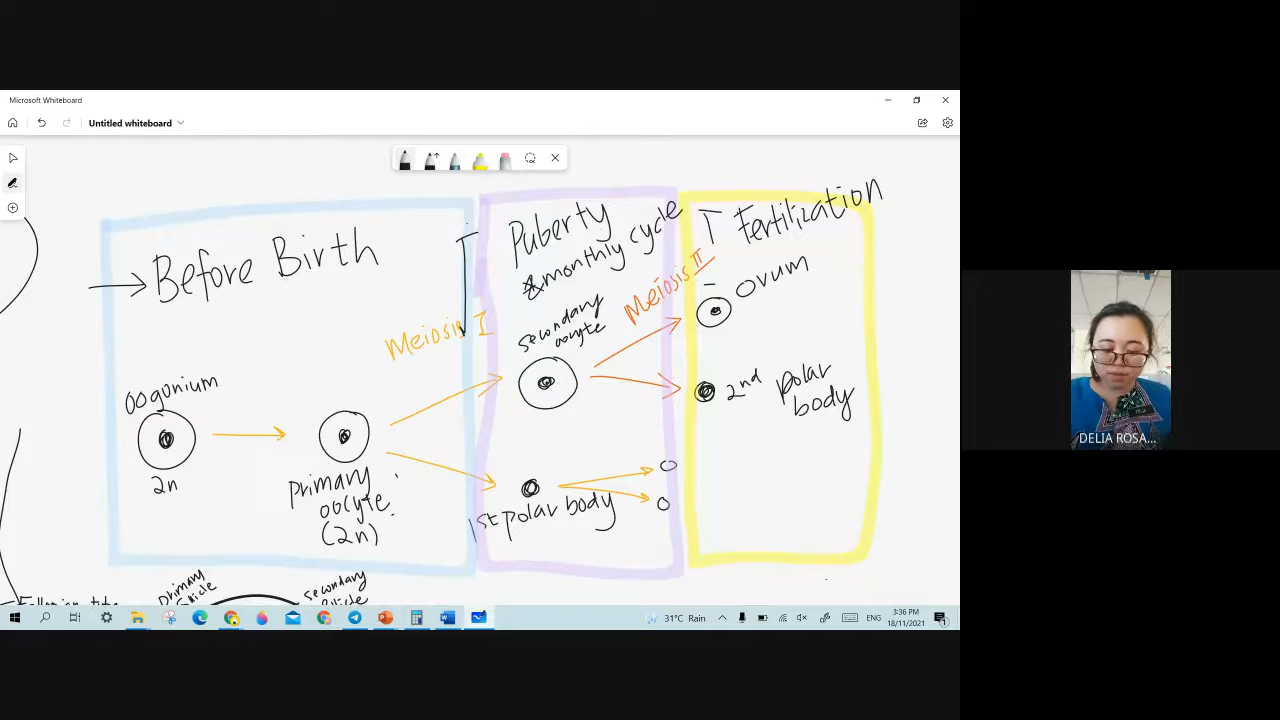 Microsoft Whiteboard
Untitled whiteboard
Before Birth
Puberty
& monthly cycle
Fertilization
Meiosis I
Meiosis II
secondary
oocyte
ovum
oogonium
2n
primary
oocyte
(2n)
1st polar body
2nd polar
body
primary
secondary
DELIA ROSA...
31°C Rain
ENG
3:36 PM
18/11/2021